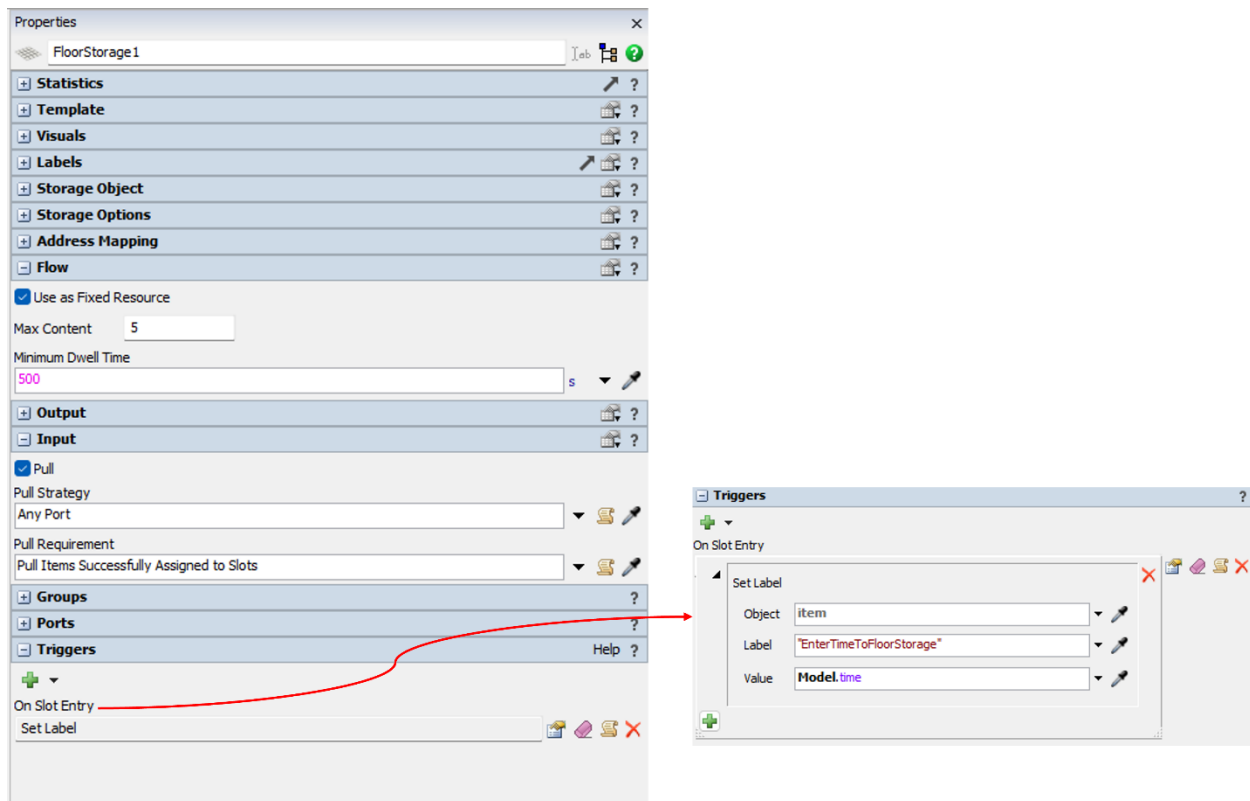 Properties
FloorStorage1
Statistics ?
Template ?
Visuals ?
Labels ?
Storage Object ?
Storage Options ?
Address Mapping ?
Flow ?
Use as Fixed Resource
Max Content 5
Minimum Dwell Time
500 s
Output ?
Input ?
Pull
Pull Strategy
Any Port
Pull Requirement
Pull Items Successfully Assigned to Slots
Groups ?
Ports ?
Triggers Help ?
On Slot Entry
Set Label
Triggers ?
On Slot Entry
Set Label
Object item
Label "EnterTimeToFloorStorage"
Value Model.time